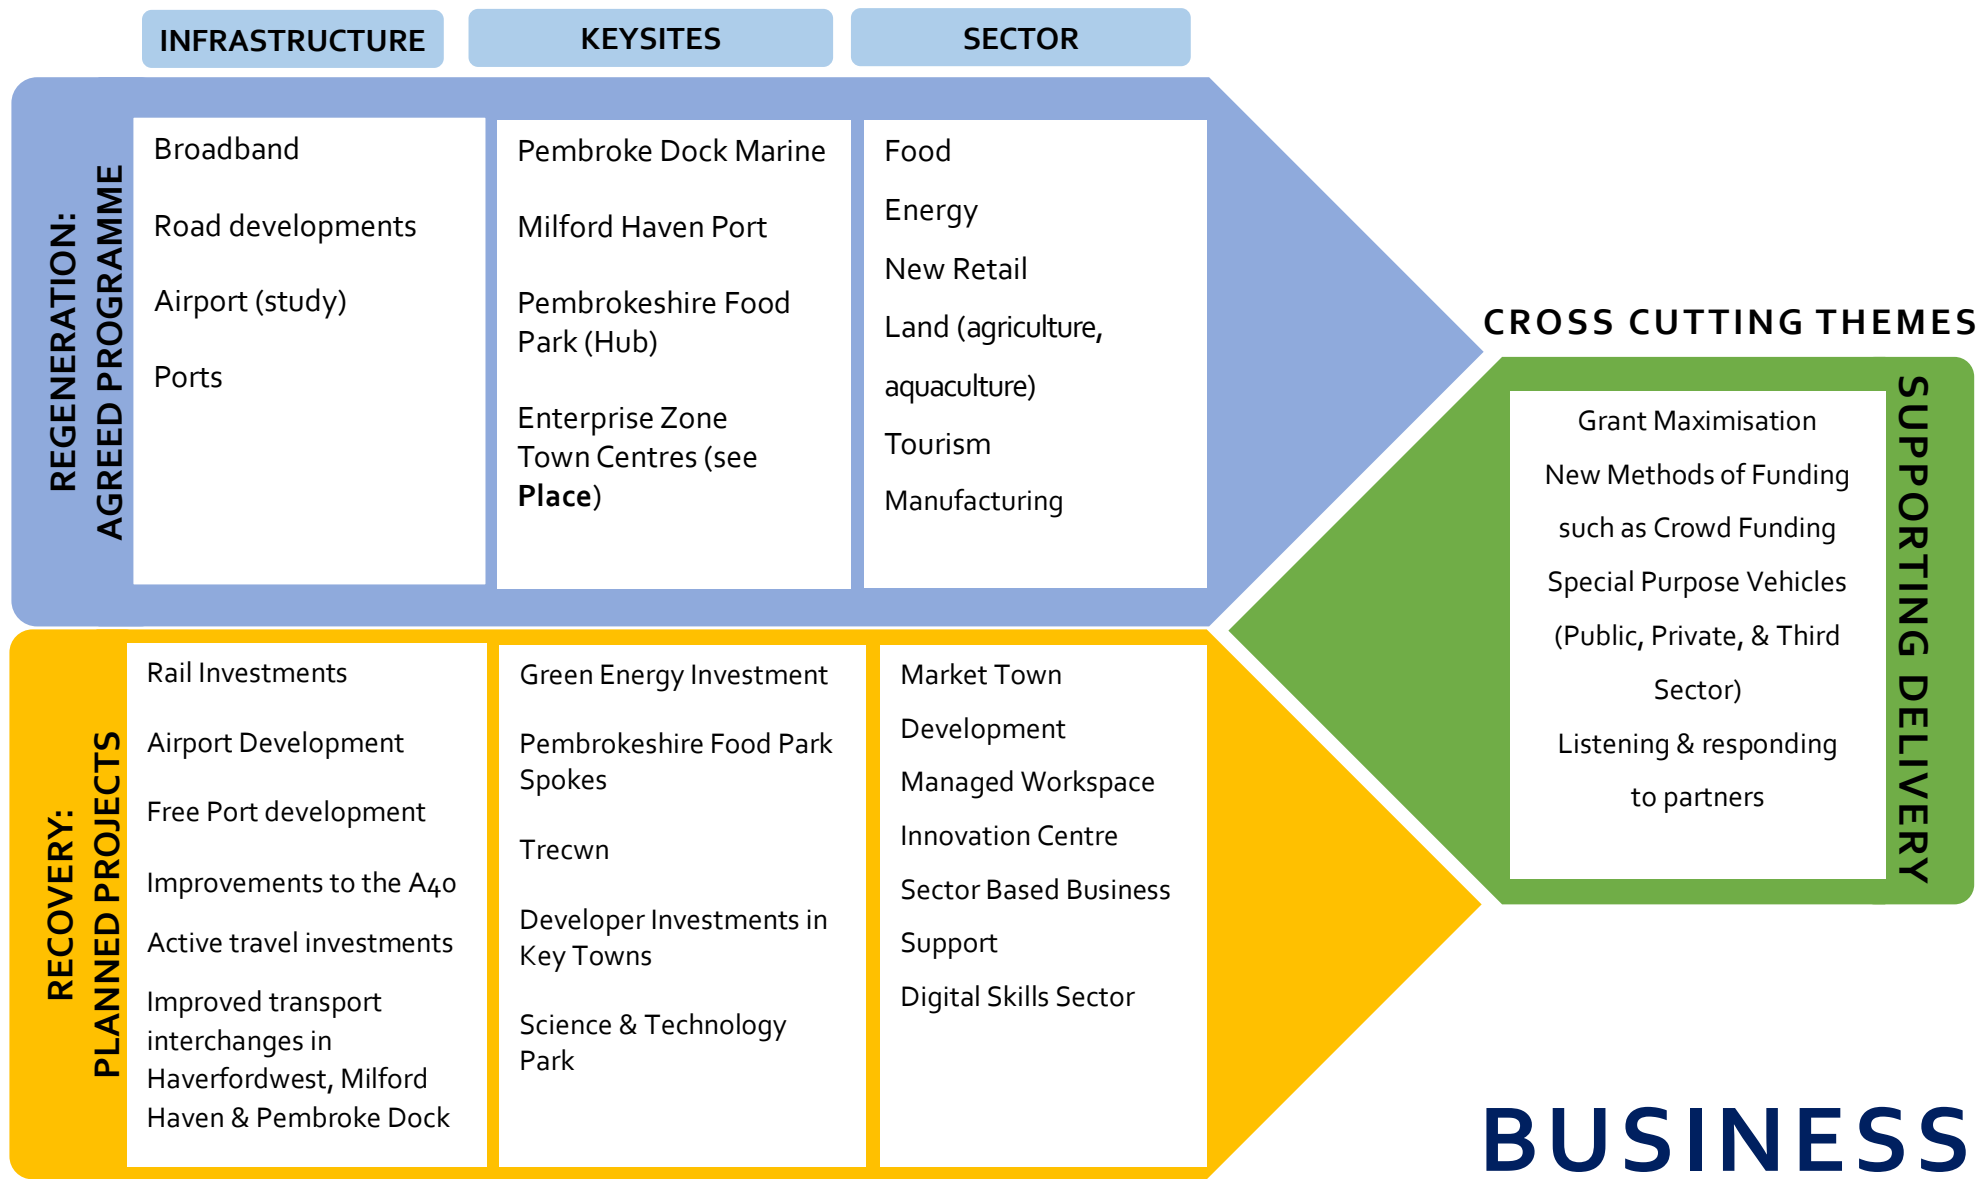 INFRASTRUCTURE
KEYSITES
SECTOR
REGENERATION:
AGREED PROGRAMME
Broadband
Road developments
Airport (study)
Ports
Pembroke Dock Marine
Milford Haven Port
Pembrokeshire Food
Park (Hub)
Enterprise Zone
Town Centres (see
Place)
Food
Energy
New Retail
Land (agriculture,
aquaculture)
Tourism
Manufacturing
RECOVERY:
PLANNED PROJECTS
Rail Investments
Airport Development
Free Port development
Improvements to the A40
Active travel investments
Improved transport
interchanges in
Haverfordwest, Milford
Haven & Pembroke Dock
Green Energy Investment
Pembrokeshire Food Park
Spokes
Trecwn
Developer Investments in
Key Towns
Science & Technology
Park
Market Town
Development
Managed Workspace
Innovation Centre
Sector Based Business
Support
Digital Skills Sector
CROSS CUTTING THEMES
Grant Maximisation
New Methods of Funding
such as Crowd Funding
Special Purpose Vehicles
(Public, Private, & Third
Sector)
Listening & responding
to partners
SUPPORTING DELIVERY
BUSINESS